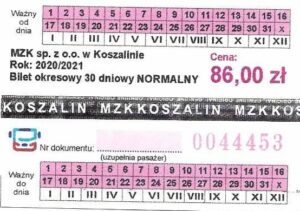 Ważny od dnia
1 2 3 4 5 6 7 8 9 10 11 12 13 14 15 16
17 18 19 20 21 22 23 24 25 26 27 28 29 30 31 X
I II III IV V VI VII VIII IX X XI XII
MZK sp. z o.o. w Koszalinie
Rok: 2020/2021
Bilet okresowy 30 dniowy NORMALNY
Cena:
86,00 zł
KOSZALIN MZK KOSZALIN MZK KOS
0044453
Nr dokumentu:
(uzupełnia pasażer)
Ważny do dnia
1 2 3 4 5 6 7 8 9 10 11 12 13 14 15 16
17 18 19 20 21 22 23 24 25 26 27 28 29 30 31 X
I II III IV V VI VII VIII IX X XI XII